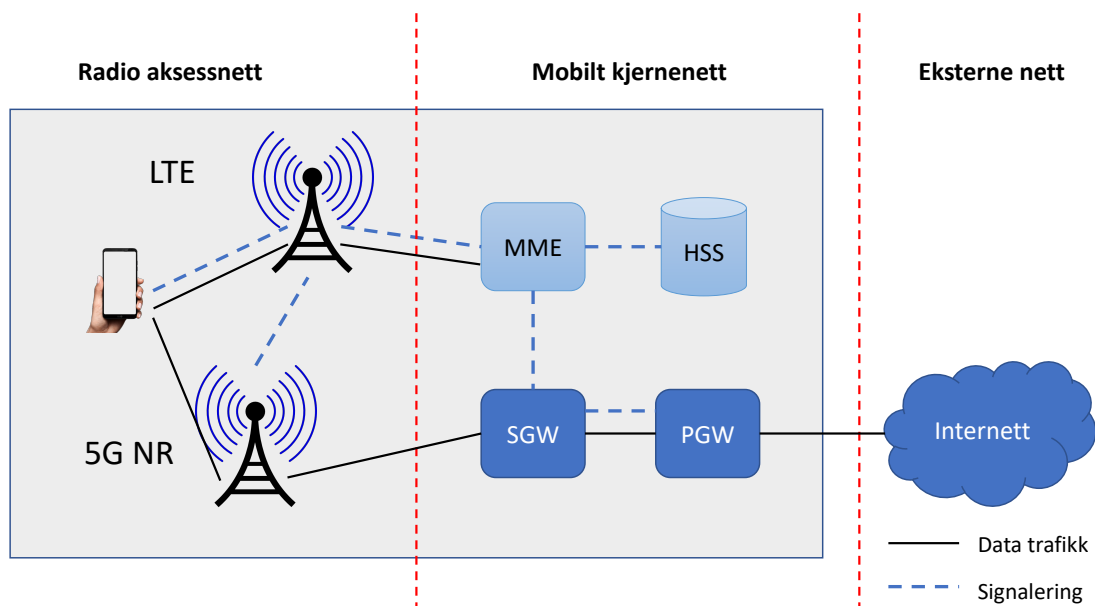 Radio aksessnett
Mobilt kjernenett
Eksterne nett
LTE
MME
HSS
5G NR
SGW
PGW
Internett
Data trafikk
Signalering